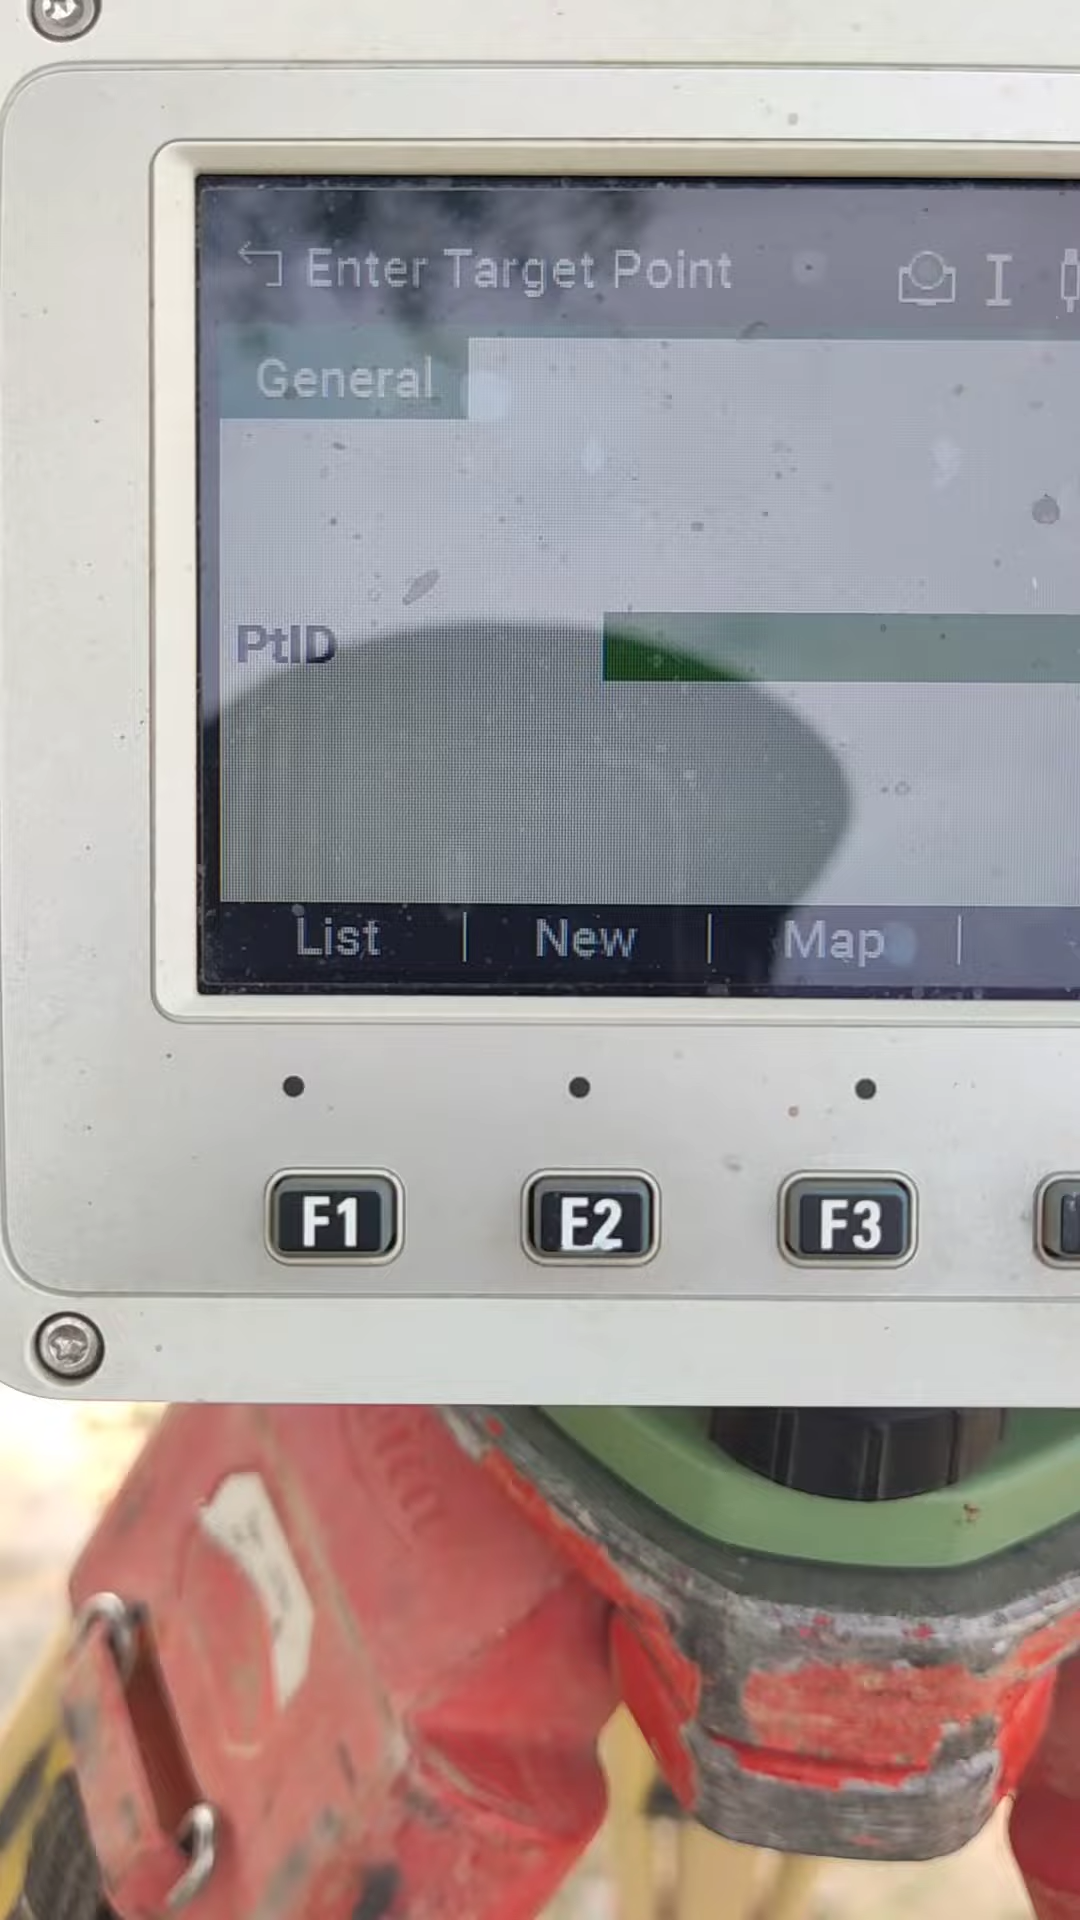 Enter Target Point
General
PtID
List | New | Map |
F1 F2 F3